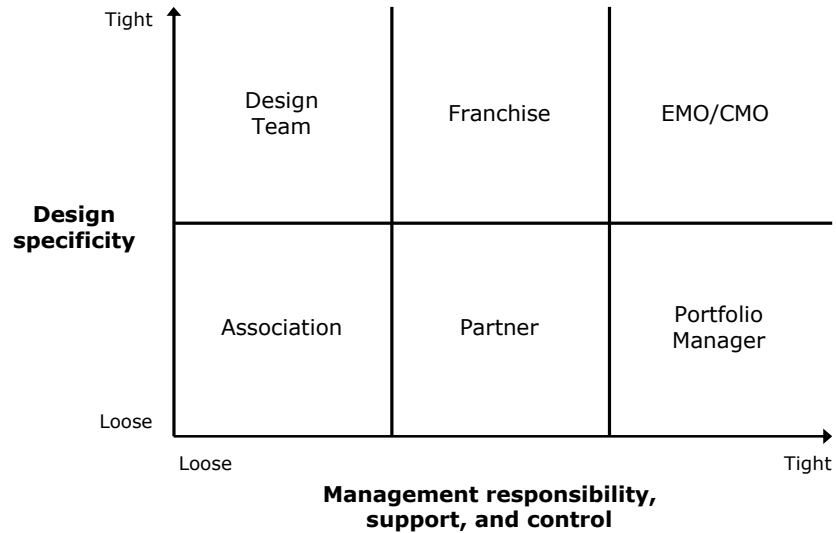 Tight
Design
Team
Franchise
EMO/CMO
Design
specificity
Association
Partner
Portfolio
Manager
Loose
Loose
Tight
Management responsibility,
support, and control